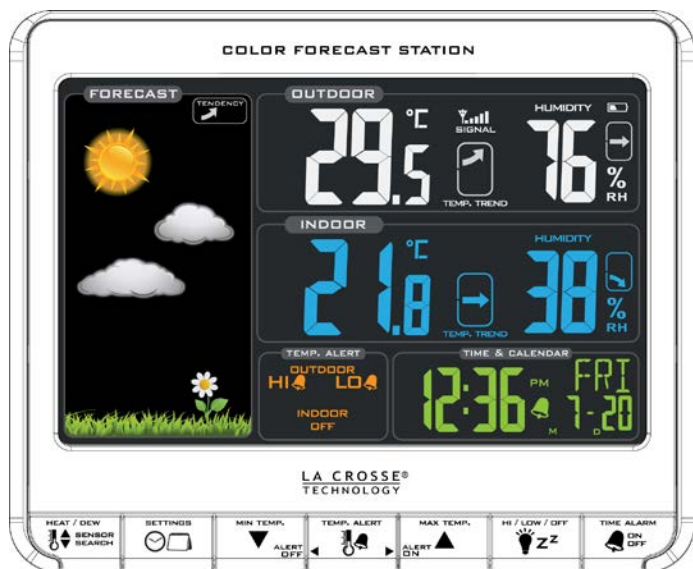 COLOR FORECAST STATION
FORECAST
TENDENCY
OUTDOOR
29.5 °C
SIGNAL
TEMP. TREND
HUMIDITY
76 % RH
INDOOR
21.8 °C
TEMP. TREND
HUMIDITY
38 % RH
TEMP. ALERT
OUTDOOR
HI LO
INDOOR
OFF
TIME & CALENDAR
12:36 PM FRI
M 7-20 D
LA CROSSE®
TECHNOLOGY
HEAT / DEW
SENSOR
SEARCH
SETTINGS
MIN TEMP.
ALERT
OFF
TEMP. ALERT
MAX TEMP.
ALERT
ON
HI / LOW / OFF
Z Z
TIME ALARM
ON
OFF